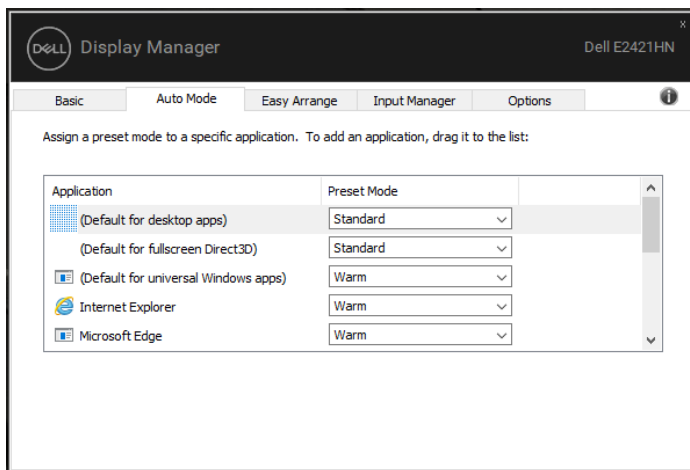 x
DELL Display Manager Dell E2421HN
Basic Auto Mode Easy Arrange Input Manager Options
Assign a preset mode to a specific application. To add an application, drag it to the list:
Application Preset Mode
(Default for desktop apps) Standard
(Default for fullscreen Direct3D) Standard
(Default for universal Windows apps) Warm
Internet Explorer Warm
Microsoft Edge Warm